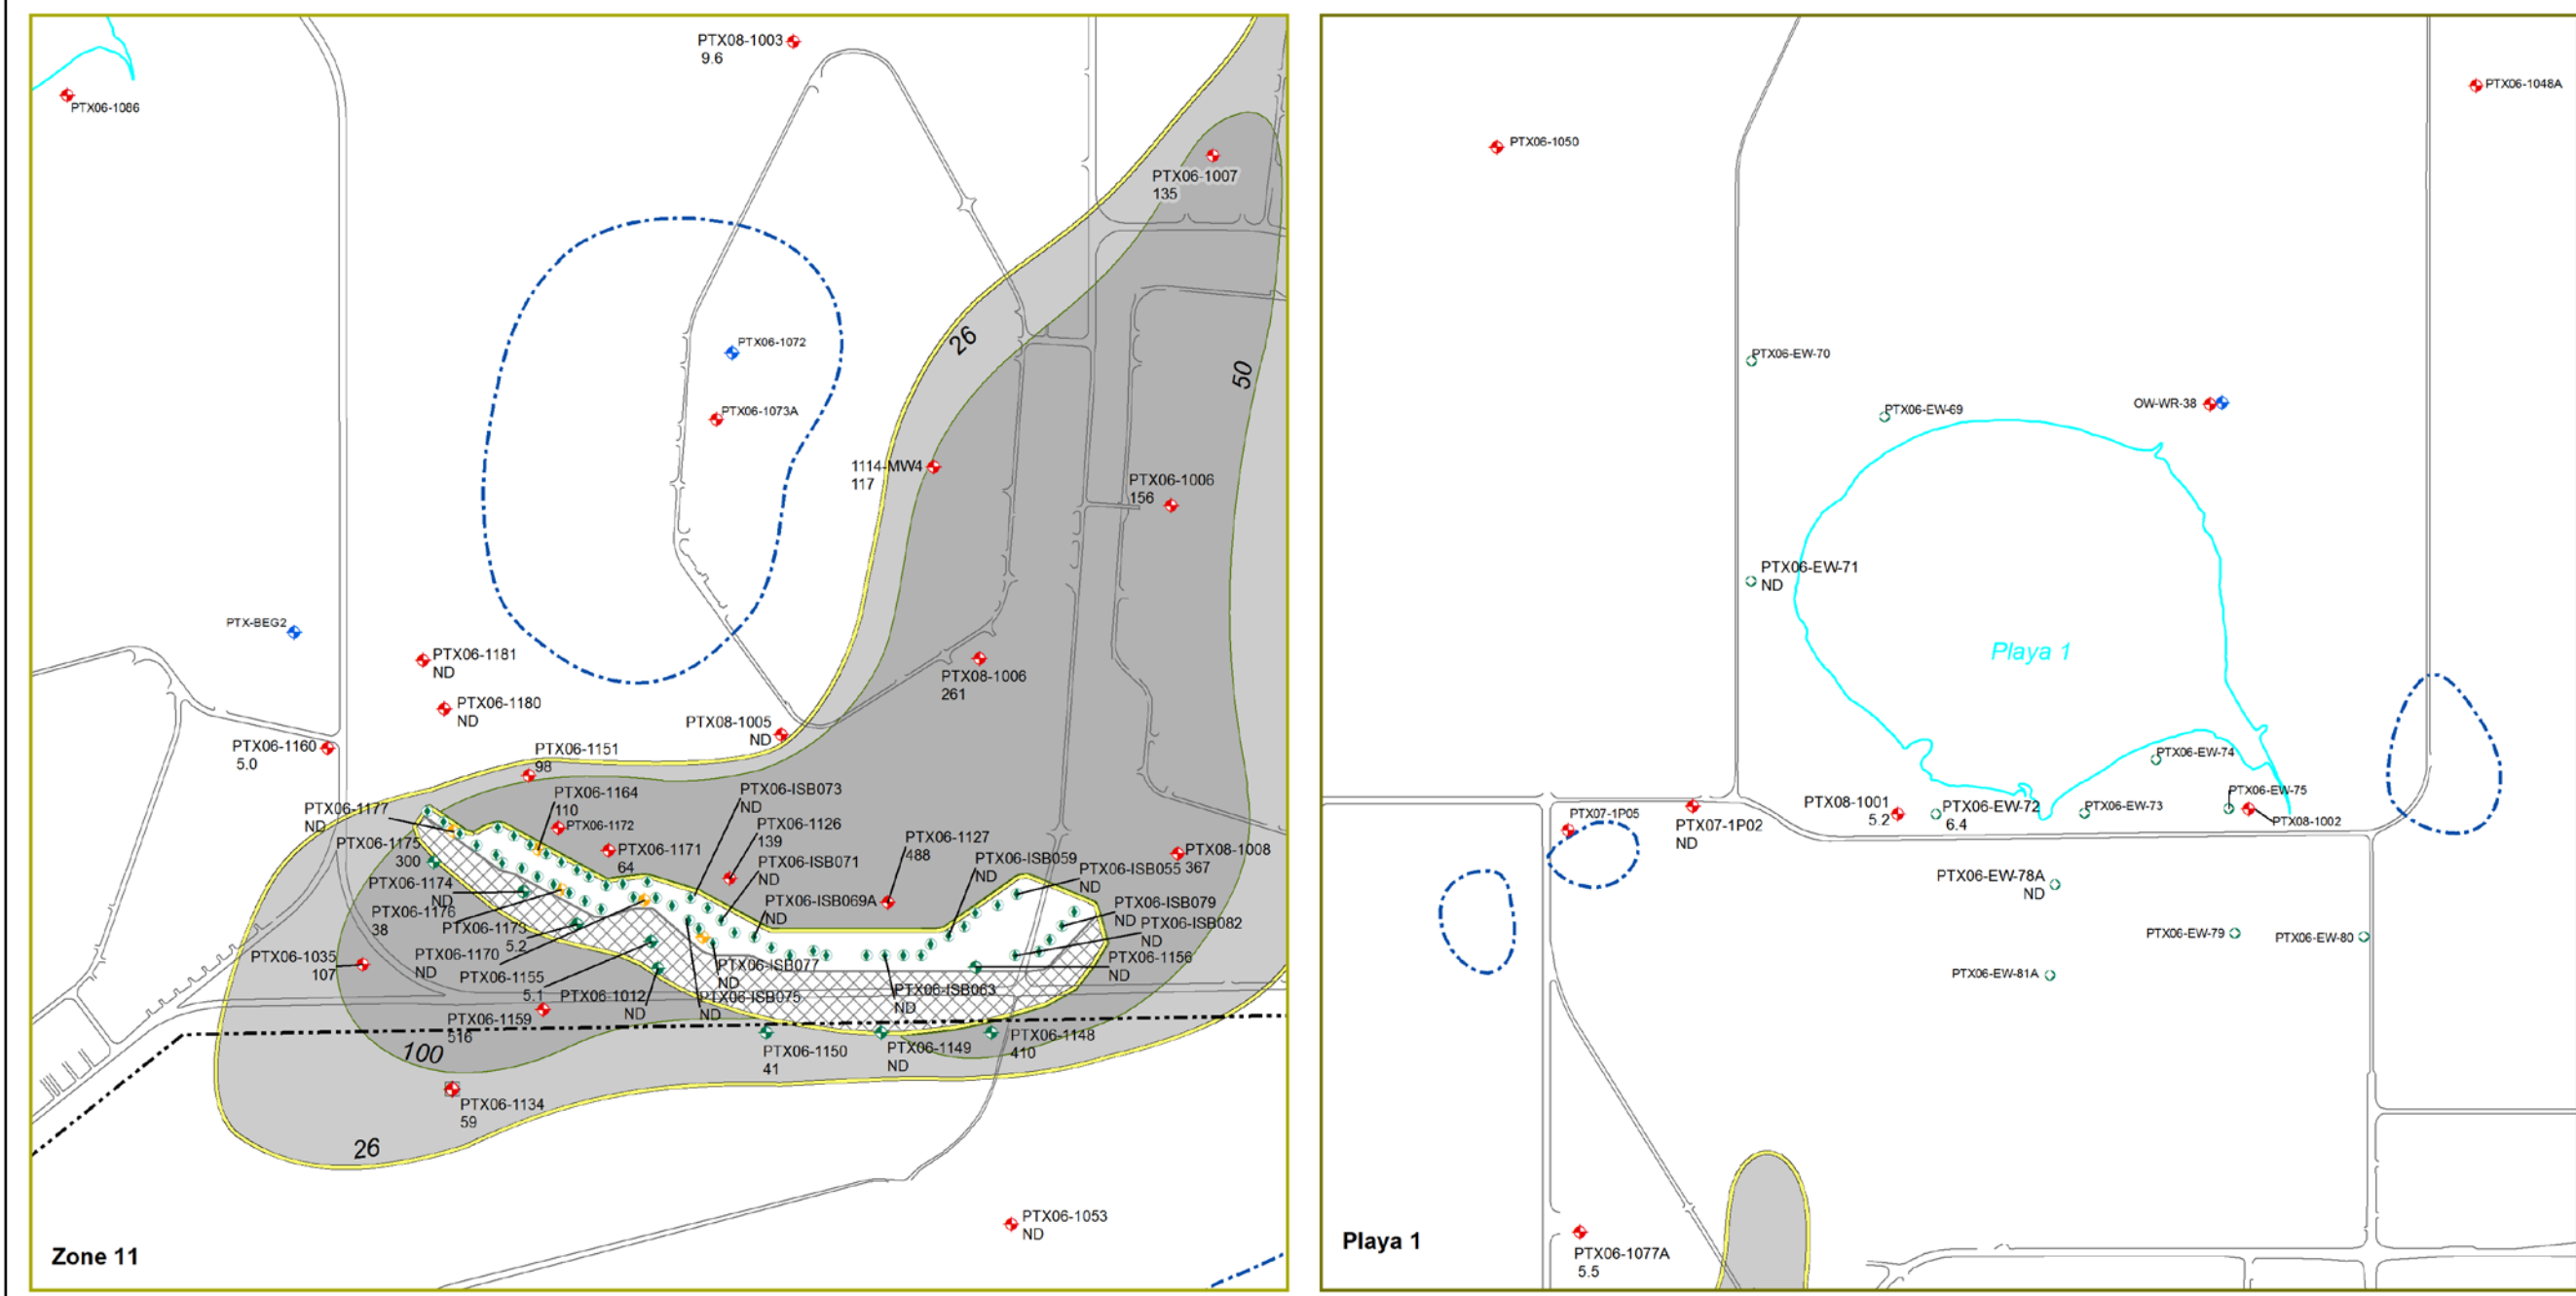 PTX08-1003
9.6
PTX06-1086
PTX06-1007
135
26
50
PTX06-1072
PTX06-1073A
1114-MW4
117
PTX06-1006
156
PTX-BEG2
PTX06-1181
ND
PTX06-1180
ND
PTX08-1006
261
PTX08-1005
ND
PTX06-1160
5.0
PTX06-1151
98
PTX06-1164
110
PTX06-1172
PTX06-1177
ND
PTX06-1175
300
PTX06-1171
64
PTX06-ISB073
ND
PTX06-1126
139
PTX06-ISB071
ND
PTX06-ISB069A
ND
PTX06-1127
488
PTX06-ISB059
ND
PTX06-ISB055
ND
PTX08-1008
367
PTX06-ISB079
ND
PTX06-ISB082
ND
PTX06-1156
ND
PTX06-1174
ND
PTX06-1176
38
PTX06-1173
5.2
PTX06-1170
ND
PTX06-1155
5.1
PTX06-1035
107
PTX06-1012
ND
PTX06-ISB077
ND
PTX06-ISB075
ND
PTX06-ISB063
ND
PTX06-1159
516
100
PTX06-1150
41
PTX06-1149
ND
PTX06-1148
410
PTX06-1134
59
26
PTX06-1053
ND
Zone 11
PTX06-1048A
PTX06-1050
PTX06-EW-70
PTX06-EW-69
OW-WR-38
PTX06-EW-71
ND
Playa 1
PTX06-EW-74
PTX06-EW-75
PTX08-1001
5.2
PTX06-EW-72
6.4
PTX06-EW-73
PTX08-1002
PTX07-1P05
PTX07-1P02
ND
PTX06-EW-78A
ND
PTX06-EW-79
PTX06-EW-80
PTX06-EW-81A
PTX06-1077A
5.5
Playa 1